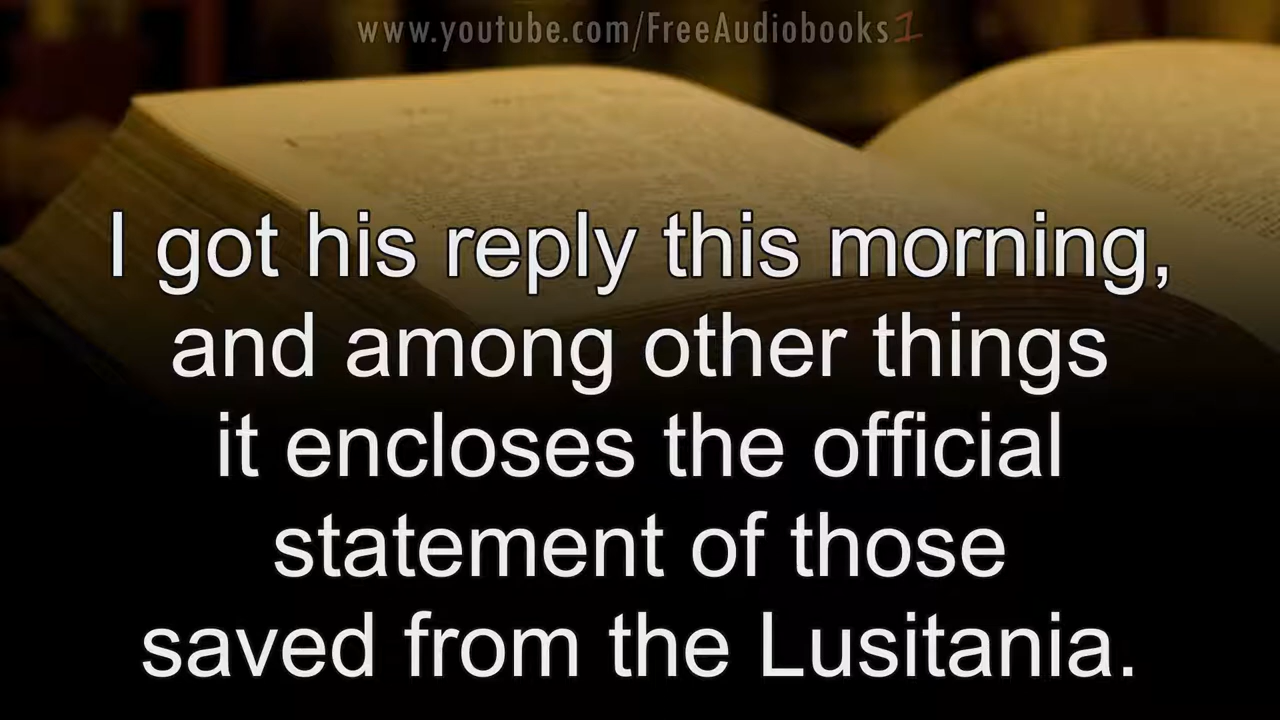 www.youtube.com/FreeAudiobooks1
I got his reply this morning,
and among other things
it encloses the official
statement of those
saved from the Lusitania.